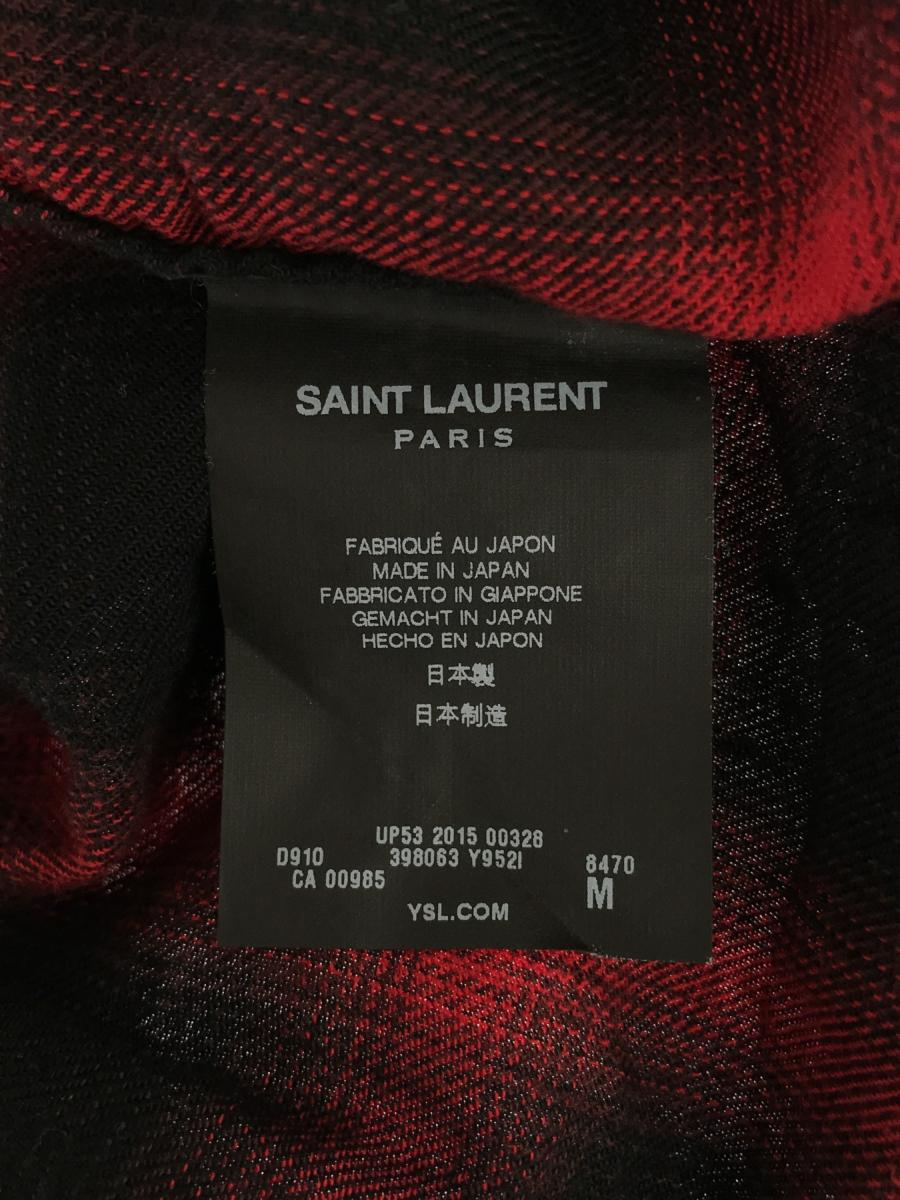 SAINT LAURENT
PARIS
FABRIQUÉ AU JAPON
MADE IN JAPAN
FABBRICATO IN GIAPPONE
GEMACHT IN JAPAN
HECHO EN JAPON
日本製
日本制造
UP53 2015 00328
D910 398063 Y952I 8470
CA 00985 M
YSL.COM